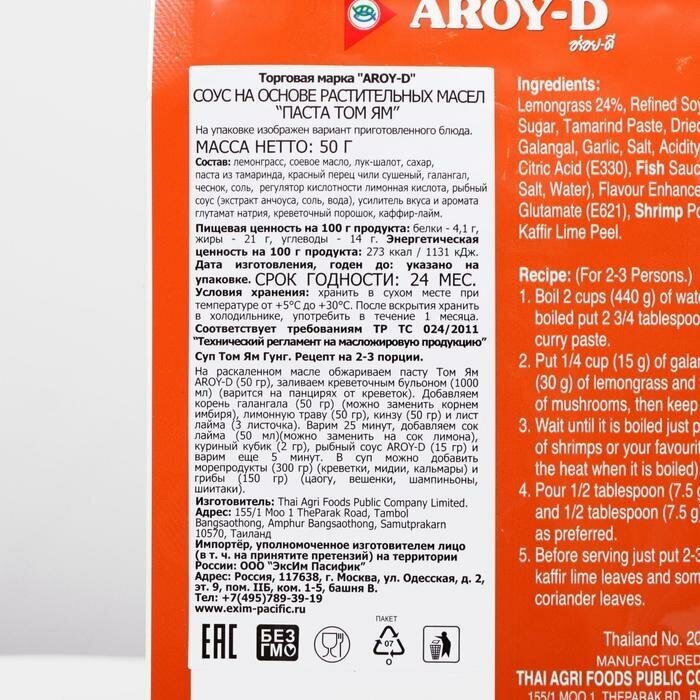 AROY-D
อร่อย-ดี
Торговая марка "AROY-D"
СОУС НА ОСНОВЕ РАСТИТЕЛЬНЫХ МАСЕЛ
"ПАСТА ТОМ ЯМ"
На упаковке изображен вариант приготовленного блюда.
МАССА НЕТТО: 50 Г
Состав: лемонграсс, соевое масло, лук-шалот, сахар,
паста из тамаринда, красный перец чили сушеный, галангал,
чеснок, соль, регулятор кислотности лимонная кислота, рыбный
соус (экстракт анчоуса, соль, вода), усилитель вкуса и аромата
глутамат натрия, креветочный порошок, каффир-лайм.
Пищевая ценность на 100 г продукта: белки - 4,1 г,
жиры - 21 г, углеводы - 14 г. Энергетическая
ценность на 100 г продукта: 273 ккал / 1131 кДж.
Дата изготовления, годен до: указано на
упаковке. СРОК ГОДНОСТИ: 24 МЕС.
Условия хранения: хранить в сухом месте при
температуре от +5°C до +30°C. После вскрытия хранить
в холодильнике, употребить в течение 1 месяца.
Соответствует требованиям ТР ТС 024/2011
"Технический регламент на масложировую продукцию"
Суп Том Ям Гунг. Рецепт на 2-3 порции.
На раскаленном масле обжариваем пасту Том Ям
AROY-D (50 гр), заливаем креветочным бульоном (1000
мл) (варится на панцирях от креветок). Добавляем
корень галангала (50 гр) (можно заменить корнем
имбиря), лимонную траву (50 гр), кинзу (50 гр) и лист
лайма (3 листочка). Варим 25 минут, добавляем сок
лайма (50 мл)(можно заменить на сок лимона),
куриный кубик (2 гр), рыбный соус AROY-D (15 гр) и
варим еще 5 минут. В суп можно добавить
морепродукты (300 гр) (креветки, мидии, кальмары) и
грибы (150 гр) (цаогу, вешенки, шампиньоны,
шиитаки).
Изготовитель: Thai Agri Foods Public Company Limited.
Адрес: 155/1 Moo 1 TheParak Road, Tambol
Bangsaothong, Amphur Bangsaothong, Samutprakarn
10570, Таиланд
Импортёр, уполномоченное изготовителем лицо
(в т. ч. на принятите претензий) на территории
России: ООО "ЭксИм Пасифик"
Адрес: Россия, 117638, г. Москва, ул. Одесская, д. 2,
эт. 9, пом. IIБ, ком. 1-5, башня В.
Тел: +7(495)789-39-19
www.exim-pacific.ru
EAC
БЕЗ
ГМО
ПАКЕТ
07
O
Ingredients:
Lemongrass 24%, Refined Soy
Sugar, Tamarind Paste, Dried
Galangal, Garlic, Salt, Acidity
Citric Acid (E330), Fish Sauc
Salt, Water), Flavour Enhance
Glutamate (E621), Shrimp Po
Kaffir Lime Peel.
Recipe: (For 2-3 Persons.)
1. Boil 2 cups (440 g) of wate
boiled put 2 3/4 tablespoo
curry paste.
2. Put 1/4 cup (15 g) of galan
(30 g) of lemongrass and
of mushrooms, then keep
3. Wait until it is boiled just p
of shrimps or your favouri
the heat when it is boiled)
4. Pour 1/2 tablespoon (7.5 g
and 1/2 tablespoon (7.5 g
as preferred.
5. Before serving just put 2-3
kaffir lime leaves and som
coriander leaves.
Thailand No. 20
MANUFACTURED
THAI AGRI FOODS PUBLIC CO
155/1 MOO 1, THEPARAK RD.